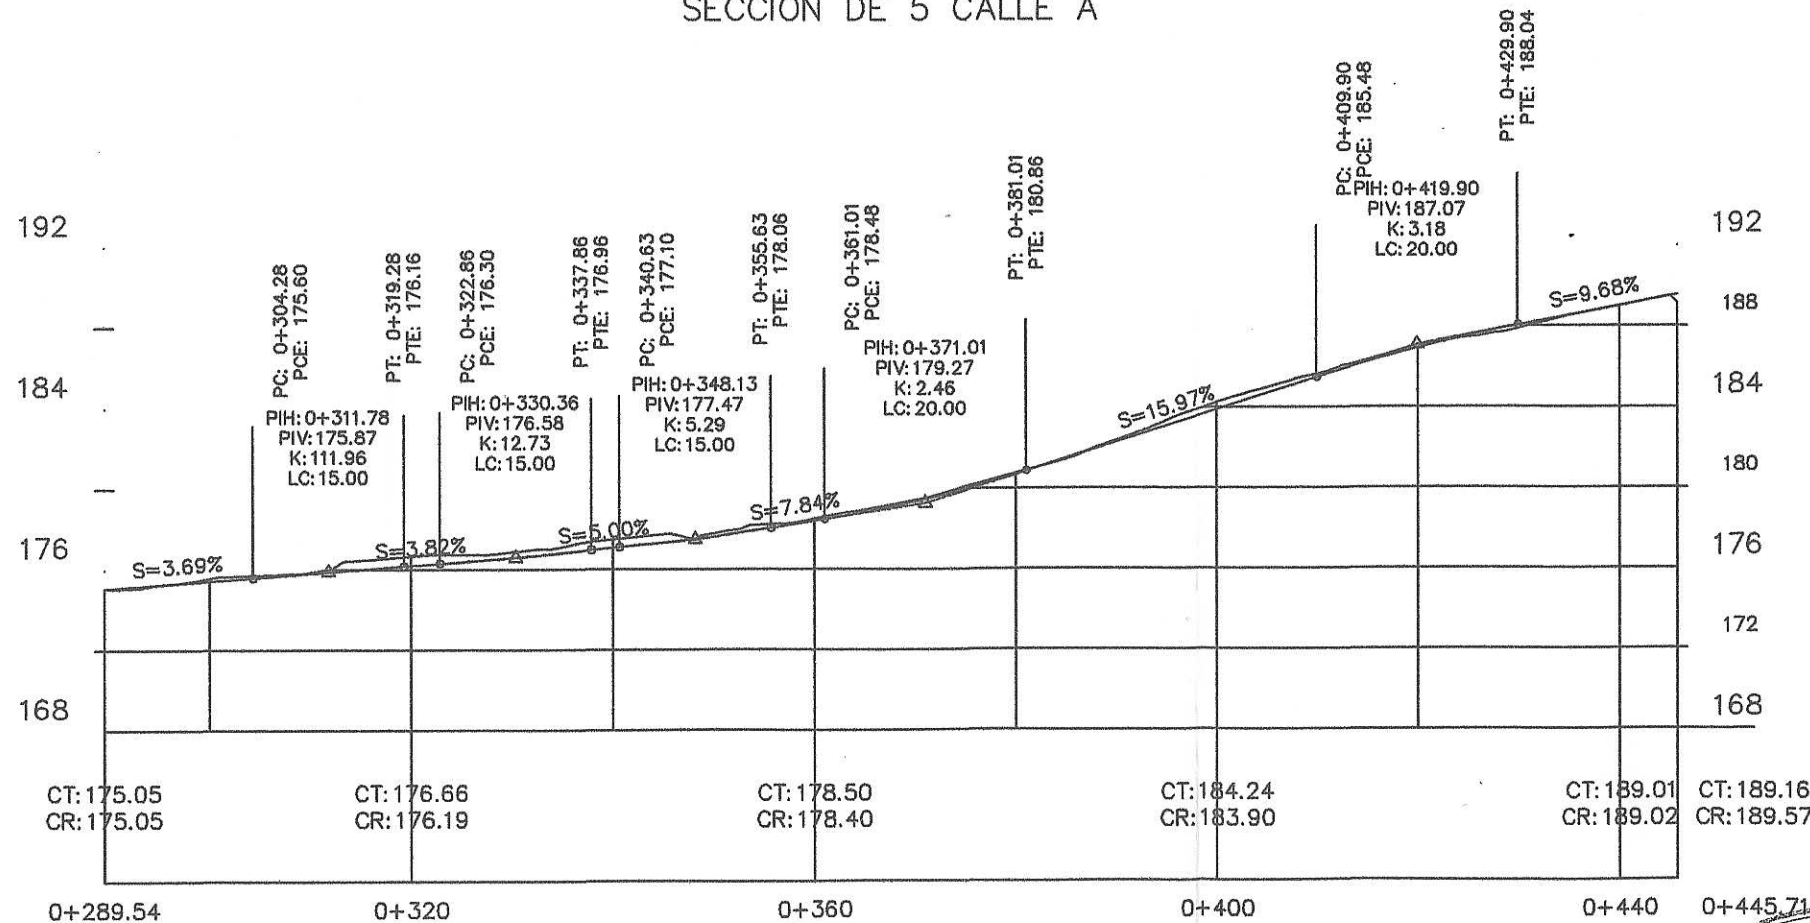 SECCION DE 5 CALLE A
PC: 0+304.28
PCE: 175.60
PIH: 0+311.78
PIV: 175.87
K: 111.96
LC: 15.00
PT: 0+319.28
PTE: 176.16
PC: 0+322.86
PCE: 176.30
PIH: 0+330.36
PIV: 176.58
K: 12.73
LC: 15.00
PT: 0+337.86
PTE: 176.96
PC: 0+340.63
PCE: 177.10
PIH: 0+348.13
PIV: 177.47
K: 5.29
LC: 15.00
PT: 0+355.63
PTE: 178.06
PC: 0+361.01
PCE: 178.48
PIH: 0+371.01
PIV: 179.27
K: 2.46
LC: 20.00
PT: 0+381.01
PTE: 180.86
PC: 0+409.90
PCE: 185.48
PIH: 0+419.90
PIV: 187.07
K: 3.18
LC: 20.00
PT: 0+429.90
PTE: 188.04
192
184
176
168
S=3.69%
S=3.82%
S=5.00%
S=7.84%
S=15.97%
S=9.68%
192
188
184
180
176
172
168
CT: 175.05
CR: 175.05
CT: 176.66
CR: 176.19
CT: 178.50
CR: 178.40
CT: 184.24
CR: 183.90
CT: 189.01
CR: 189.02
CT: 189.16
CR: 189.57
0+289.54
0+320
0+360
0+400
0+440
0+445.71